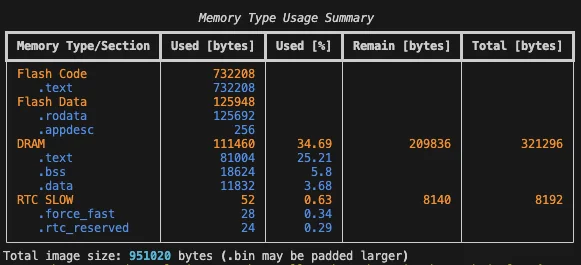 Memory Type Usage Summary
Memory Type/Section Used [bytes] Used [%] Remain [bytes] Total [bytes]
Flash Code 732208
.text 732208
Flash Data 125948
.rodata 125692
.appdesc 256
DRAM 111460 34.69 209836 321296
.text 81004 25.21
.bss 18624 5.8
.data 11832 3.68
RTC SLOW 52 0.63 8140 8192
.force_fast 28 0.34
.rtc_reserved 24 0.29
Total image size: 951020 bytes (.bin may be padded larger)